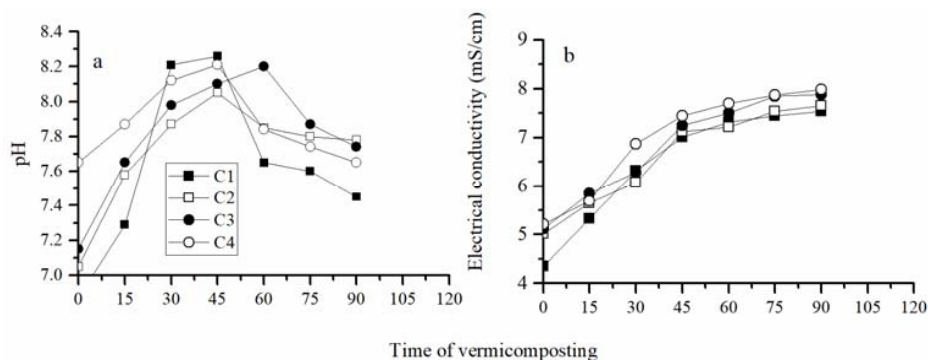 a
8.4
8.2
8.0
7.8
7.6
7.4
7.2
7.0
pH
C1
C2
C3
C4
0 15 30 45 60 75 90 105 120
b
9
8
7
6
5
4
Electrical conductivity (mS/cm)
0 15 30 45 60 75 90 105 120
Time of vermicomposting